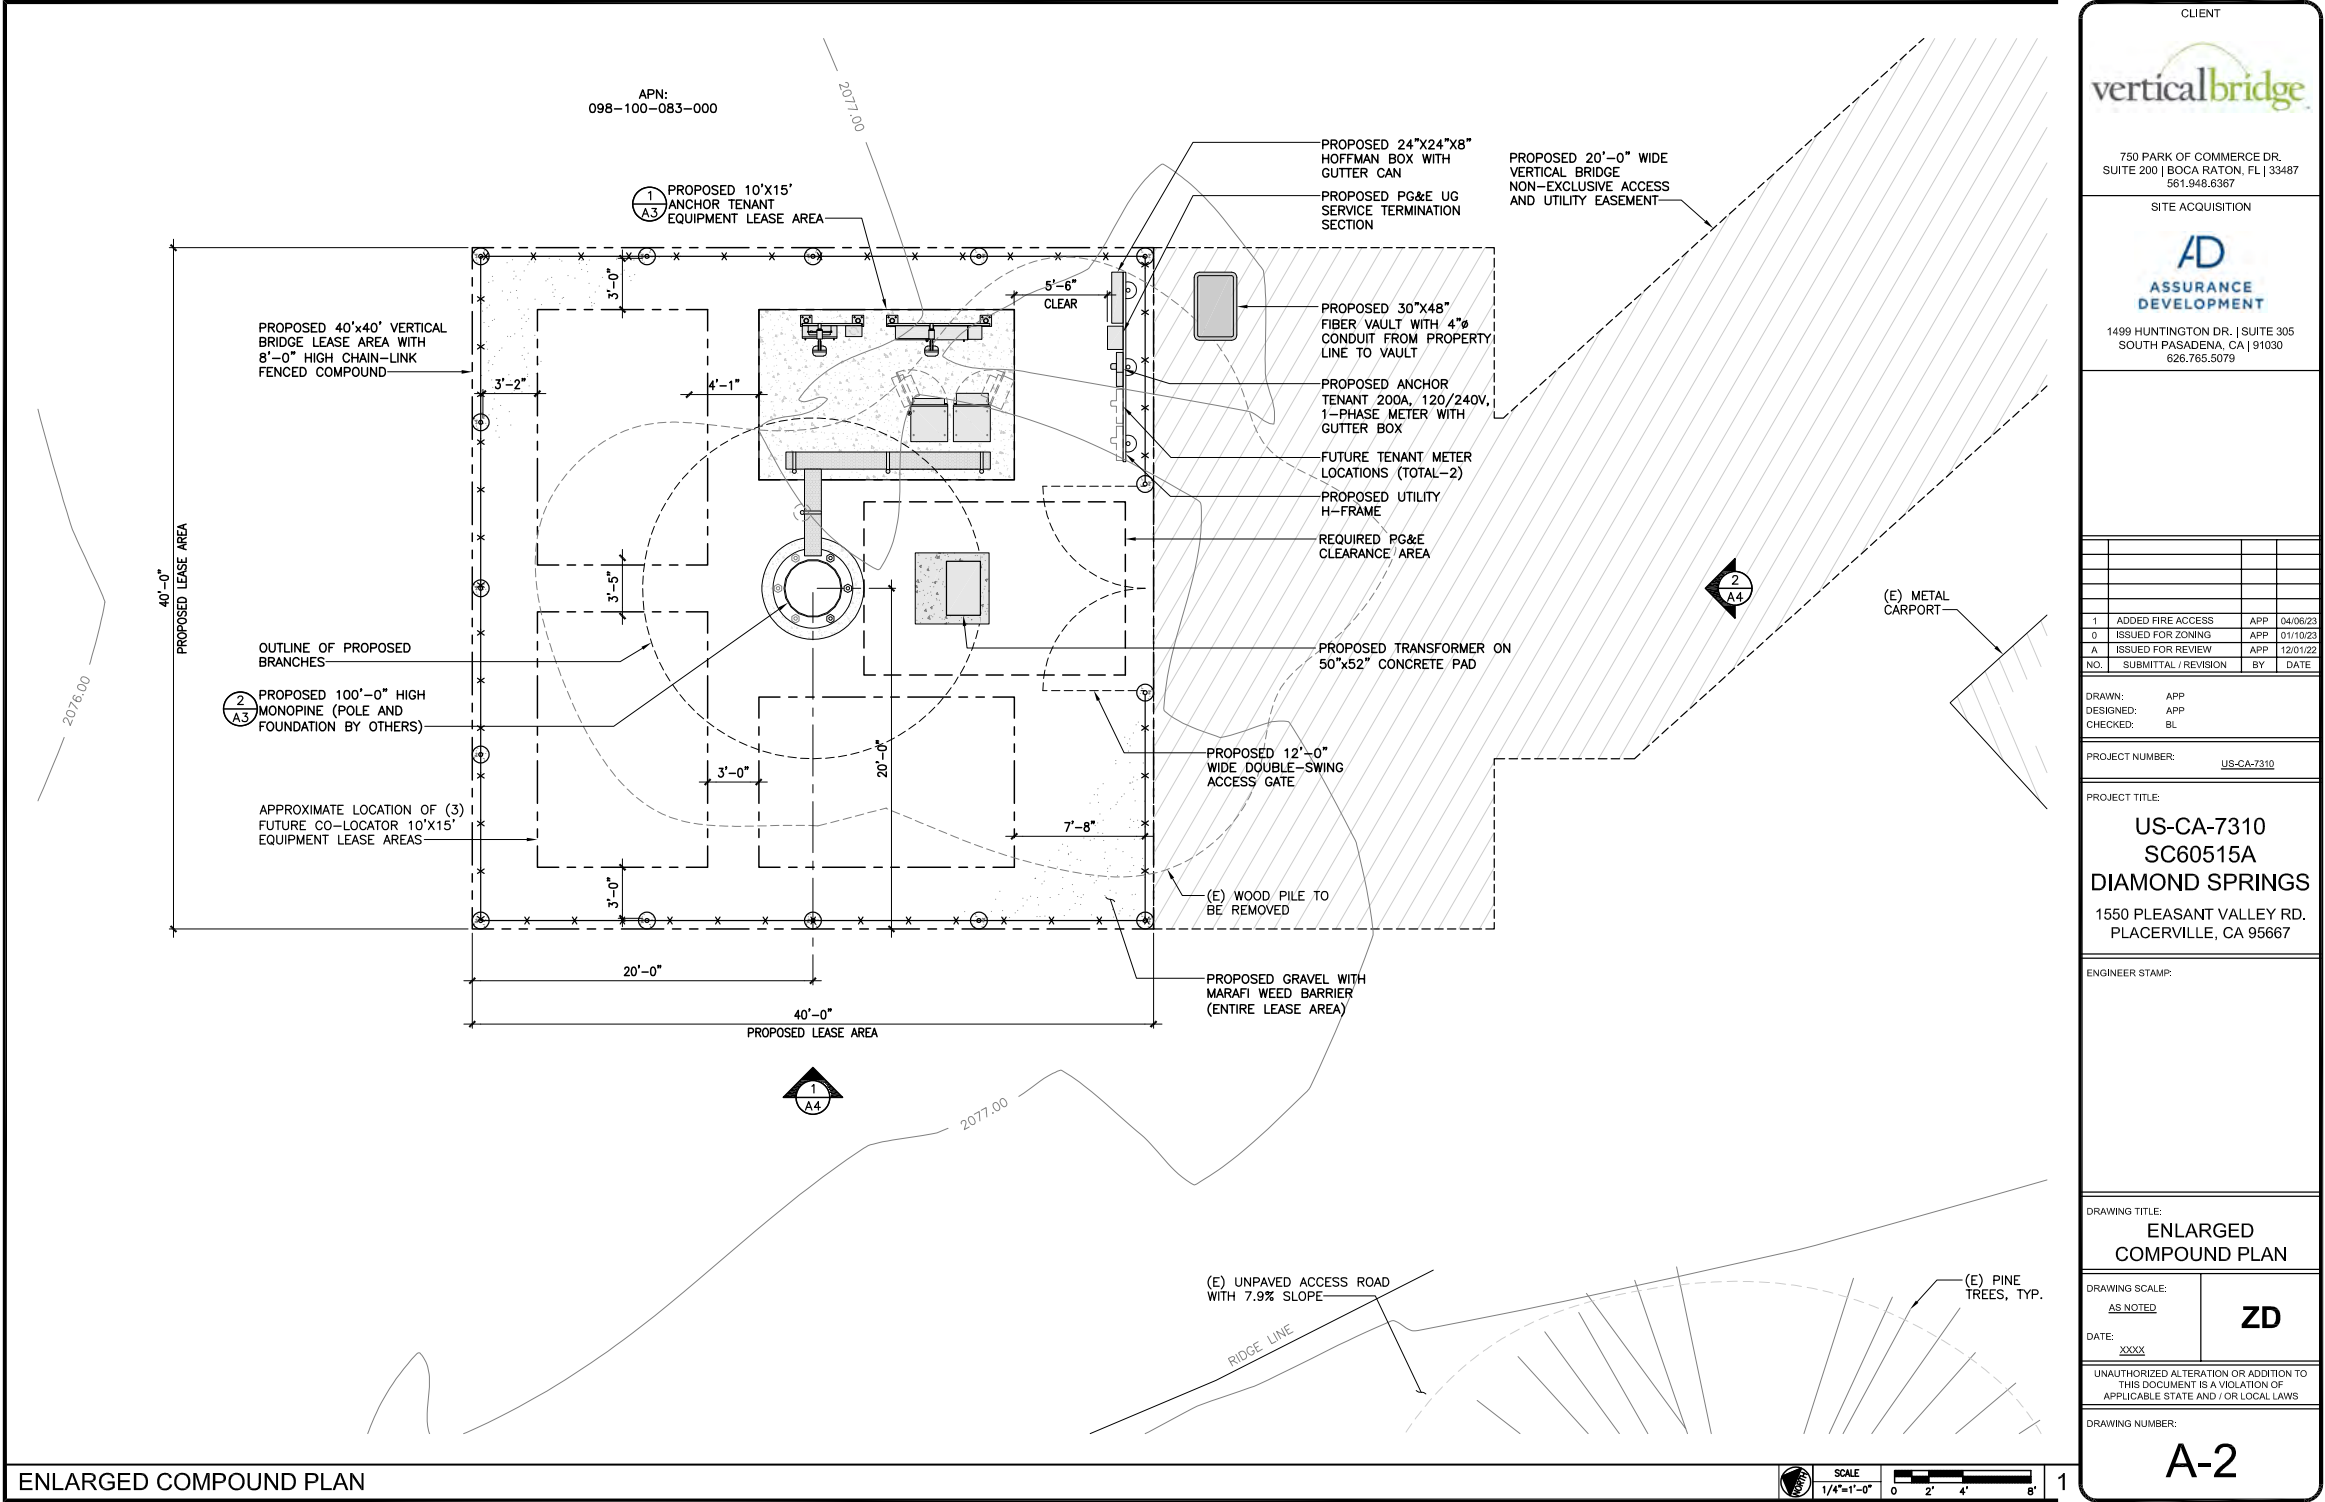 APN:
098-100-083-000
2077.00
1
A3
PROPOSED 10'X15'
ANCHOR TENANT
EQUIPMENT LEASE AREA
PROPOSED 24"X24"X8"
HOFFMAN BOX WITH
GUTTER CAN
PROPOSED PG&E UG
SERVICE TERMINATION
SECTION
PROPOSED 20'-0" WIDE
VERTICAL BRIDGE
NON-EXCLUSIVE ACCESS
AND UTILITY EASEMENT
PROPOSED 30"X48"
FIBER VAULT WITH 4"ø
CONDUIT FROM PROPERTY
LINE TO VAULT
PROPOSED ANCHOR
TENANT 200A, 120/240V,
1-PHASE METER WITH
GUTTER BOX
FUTURE TENANT METER
LOCATIONS (TOTAL-2)
PROPOSED UTILITY
H-FRAME
REQUIRED PG&E
CLEARANCE AREA
PROPOSED TRANSFORMER ON
50"x52" CONCRETE PAD
PROPOSED 12'-0"
WIDE DOUBLE-SWING
ACCESS GATE
(E) WOOD PILE TO
BE REMOVED
PROPOSED GRAVEL WITH
MARAFI WEED BARRIER
(ENTIRE LEASE AREA)
PROPOSED 40'x40' VERTICAL
BRIDGE LEASE AREA WITH
8'-0" HIGH CHAIN-LINK
FENCED COMPOUND
OUTLINE OF PROPOSED
BRANCHES
2
A3
PROPOSED 100'-0" HIGH
MONOPINE (POLE AND
FOUNDATION BY OTHERS)
APPROXIMATE LOCATION OF (3)
FUTURE CO-LOCATOR 10'X15'
EQUIPMENT LEASE AREAS
3'-0"
5'-6"
CLEAR
3'-2"
4'-1"
3'-5"
3'-0"
20'-0"
7'-8"
3'-0"
20'-0"
40'-0"
PROPOSED LEASE AREA
40'-0"
PROPOSED LEASE AREA
2076.00
2
A4
(E) METAL
CARPORT
1
A4
2077.00
(E) UNPAVED ACCESS ROAD
WITH 7.9% SLOPE
RIDGE LINE
(E) PINE
TREES, TYP.
ENLARGED COMPOUND PLAN
NORTH
SCALE
1/4"=1'-0"
0 2' 4' 8'
1
CLIENT
verticalbridge
750 PARK OF COMMERCE DR.
SUITE 200 | BOCA RATON, FL | 33487
561.948.6367
SITE ACQUISITION
AD
ASSURANCE
DEVELOPMENT
1499 HUNTINGTON DR. | SUITE 305
SOUTH PASADENA, CA | 91030
626.765.5079
1 ADDED FIRE ACCESS APP 04/06/23
0 ISSUED FOR ZONING APP 01/10/23
A ISSUED FOR REVIEW APP 12/01/22
NO. SUBMITTAL / REVISION BY DATE
DRAWN: APP
DESIGNED: APP
CHECKED: BL
PROJECT NUMBER:
US-CA-7310
PROJECT TITLE:
US-CA-7310
SC60515A
DIAMOND SPRINGS
1550 PLEASANT VALLEY RD.
PLACERVILLE, CA 95667
ENGINEER STAMP:
DRAWING TITLE:
ENLARGED
COMPOUND PLAN
DRAWING SCALE:
AS NOTED
ZD
DATE:
XXXX
UNAUTHORIZED ALTERATION OR ADDITION TO
THIS DOCUMENT IS A VIOLATION OF
APPLICABLE STATE AND / OR LOCAL LAWS
DRAWING NUMBER:
A-2